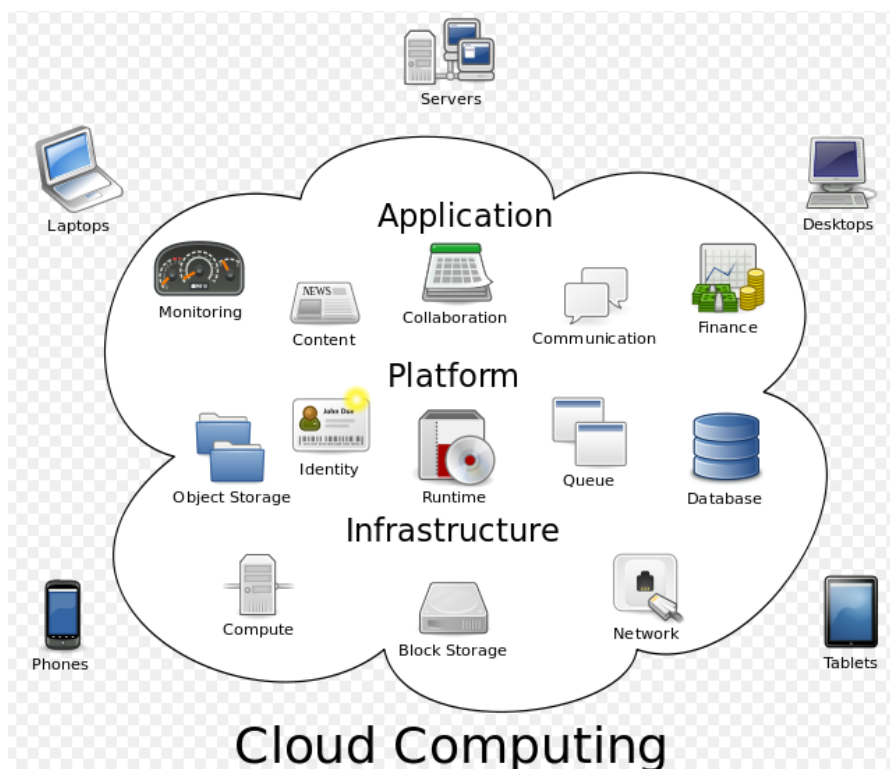 Servers
Laptops
Desktops
Application
Monitoring
NEWS
Content
Collaboration
Communication
Finance
Platform
John Doe
Object Storage
Identity
Runtime
Queue
Database
Infrastructure
Compute
Block Storage
Network
Phones
Tablets
Cloud Computing